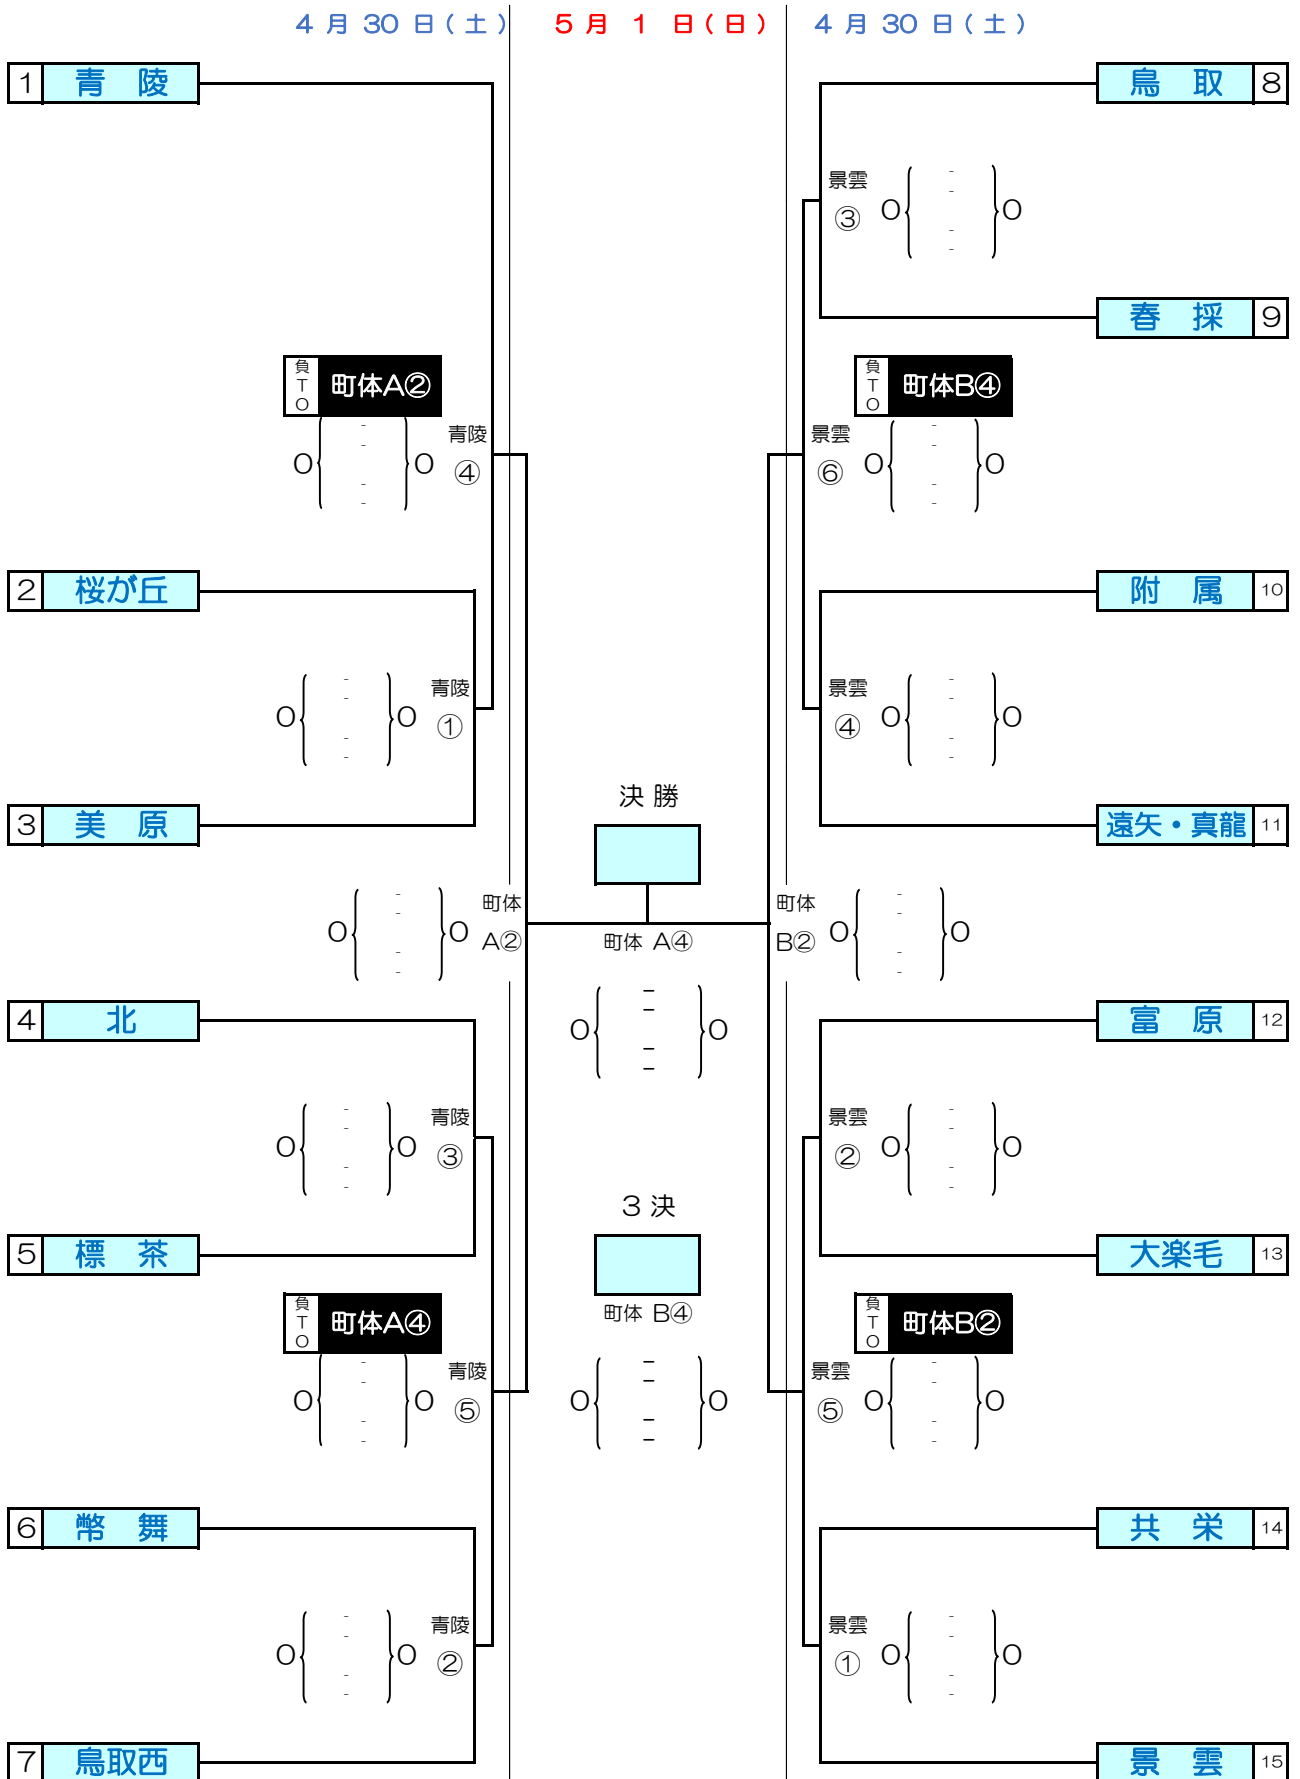 4 月 30 日 ( 土 )
5 月 1 日 ( 日 )
4 月 30 日 ( 土 )
1 青 陵
鳥 取 8
景雲
③
0 - - - - 0
春 採 9
負TO 町体A②
負TO 町体B④
青陵
④
0 - - - - 0
景雲
⑥
0 - - - - 0
2 桜が丘
附 属 10
青陵
①
0 - - - - 0
景雲
④
0 - - - - 0
3 美 原
決 勝
遠矢・真龍 11
0 - - - - 0
町体
A②
町体 A④
町体
B②
0 - - - - 0
0 - - - - 0
4 北
富 原 12
青陵
③
0 - - - - 0
景雲
②
0 - - - - 0
3 決
5 標 茶
大楽毛 13
負TO 町体A④
町体 B④
負TO 町体B②
青陵
⑤
0 - - - - 0
0 - - - - 0
景雲
⑤
0 - - - - 0
6 幣 舞
共 栄 14
青陵
②
0 - - - - 0
景雲
①
0 - - - - 0
7 鳥取西
景 雲 15